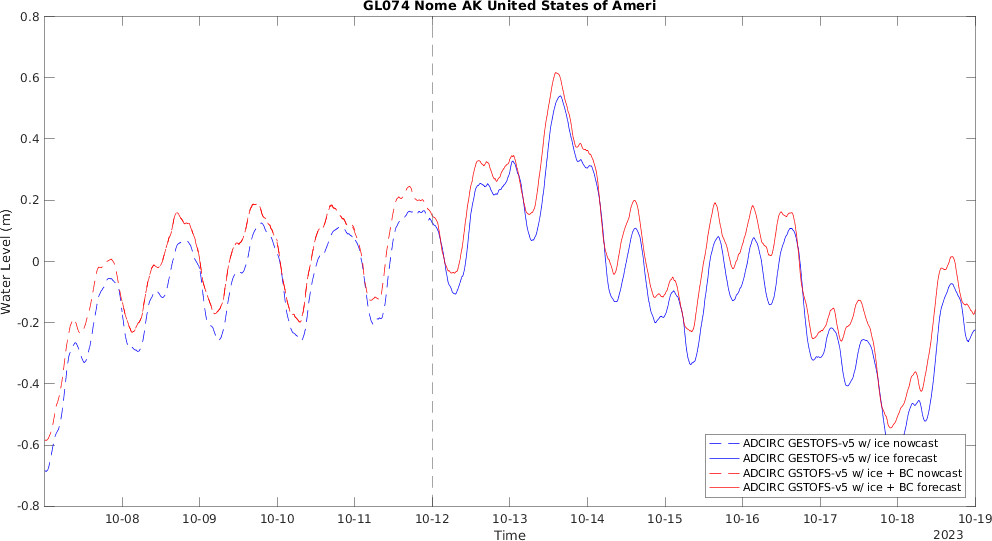 GL074 Nome AK United States of Ameri
0.8
0.6
0.4
0.2
0
-0.2
-0.4
-0.6
-0.8
Water Level (m)
ADCIRC GESTOFS-v5 w/ ice nowcast
ADCIRC GESTOFS-v5 w/ ice forecast
ADCIRC GSTOFS-v5 w/ ice + BC nowcast
ADCIRC GSTOFS-v5 w/ ice + BC forecast
10-08 10-09 10-10 10-11 10-12 10-13 10-14 10-15 10-16 10-17 10-18 10-19
Time
2023